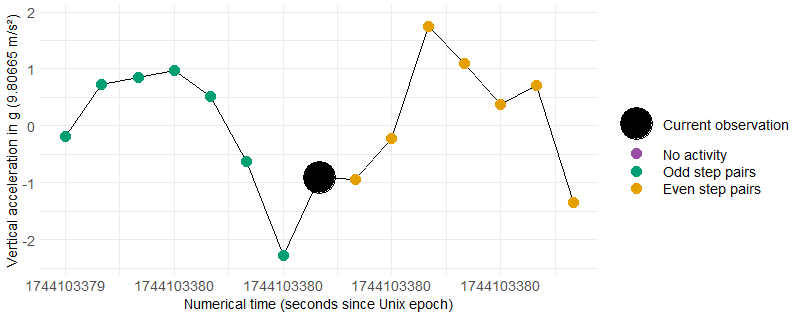 Vertical acceleration in g (9.80665 m/s²)
2
1
0
-1
-2
1744103379 1744103380 1744103380 1744103380 1744103380
Numerical time (seconds since Unix epoch)
Current observation
No activity
Odd step pairs
Even step pairs